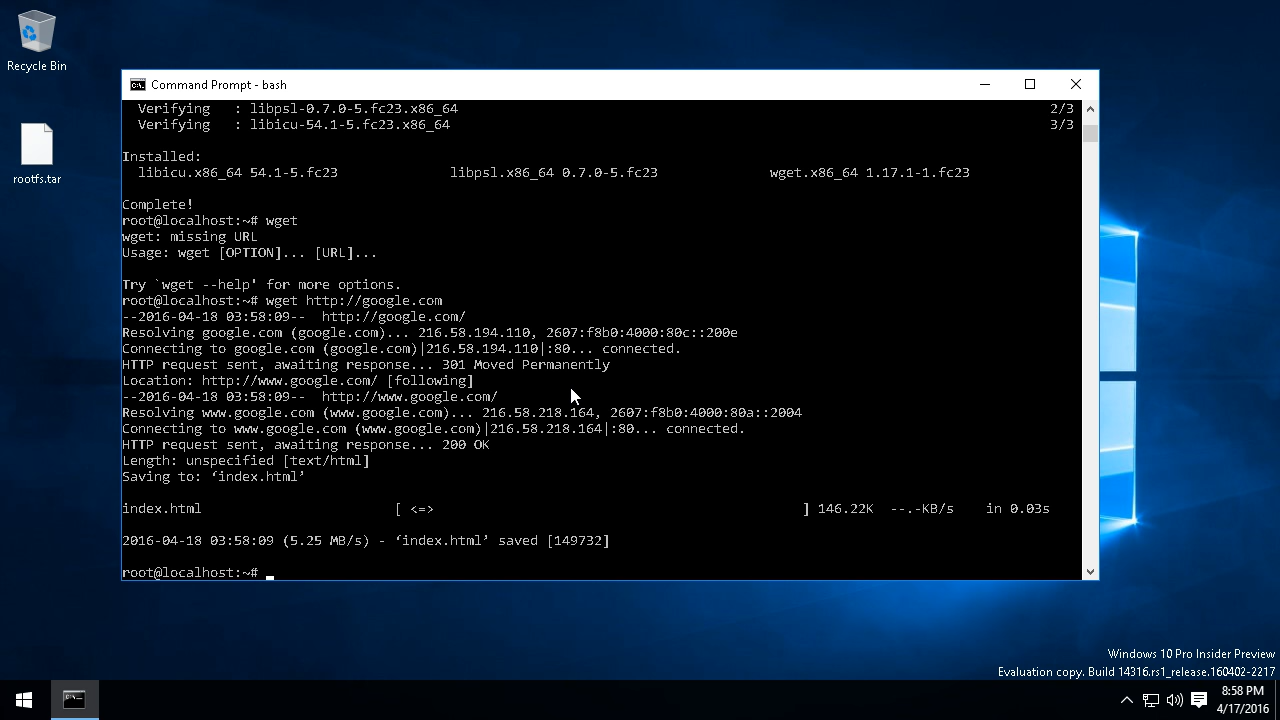 Recycle Bin
rootfs.tar
Command Prompt - bash
  Verifying   : libpsl-0.7.0-5.fc23.x86_64                                                                          2/3
  Verifying   : libicu-54.1-5.fc23.x86_64                                                                           3/3
Installed:
  libicu.x86_64 54.1-5.fc23              libpsl.x86_64 0.7.0-5.fc23              wget.x86_64 1.17.1-1.fc23
Complete!
root@localhost:~# wget
wget: missing URL
Usage: wget [OPTION]... [URL]...
Try `wget --help' for more options.
root@localhost:~# wget http://google.com
--2016-04-18 03:58:09--  http://google.com/
Resolving google.com (google.com)... 216.58.194.110, 2607:f8b0:4000:80c::200e
Connecting to google.com (google.com)|216.58.194.110|:80... connected.
HTTP request sent, awaiting response... 301 Moved Permanently
Location: http://www.google.com/ [following]
--2016-04-18 03:58:09--  http://www.google.com/
Resolving www.google.com (www.google.com)... 216.58.218.164, 2607:f8b0:4000:80a::2004
Connecting to www.google.com (www.google.com)|216.58.218.164|:80... connected.
HTTP request sent, awaiting response... 200 OK
Length: unspecified [text/html]
Saving to: ‘index.html’
index.html                        [ <=>                                              ] 146.22K  --.-KB/s    in 0.03s
2016-04-18 03:58:09 (5.25 MB/s) - ‘index.html’ saved [149732]
root@localhost:~#
Windows 10 Pro Insider Preview
Evaluation copy. Build 14316.rs1_release.160402-2217
8:58 PM
4/17/2016